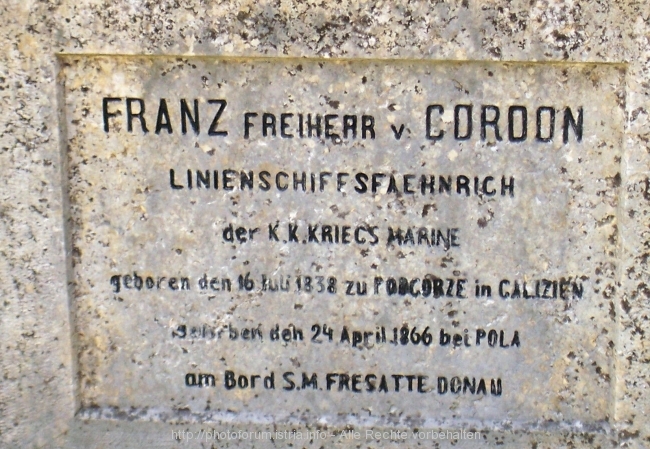 FRANZ FREIHERR v. CORDON
LINIENSCHIFFSFAEHNRICH
der K.K.KRIEGS MARINE
geboren den 16 Juli 1838 zu PODGORZE in GALIZIEN
gestorben den 24 April 1866 bei POLA
am Bord S.M.FREGATTE DONAU
http://photoforum.istria.info - Alle Rechte vorbehalten